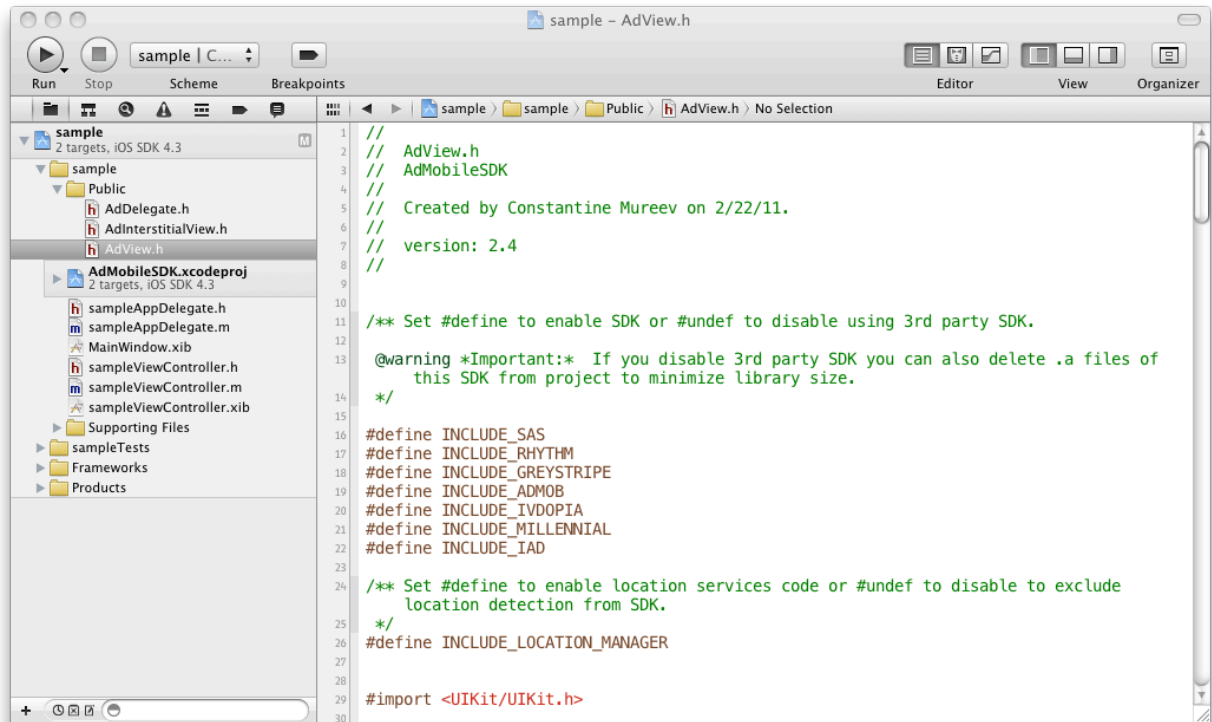 sample – AdView.h
sample | C...
Run
Stop
Scheme
Breakpoints
Editor
View
Organizer
sample
sample
Public
AdView.h
No Selection
sample
2 targets, iOS SDK 4.3
M
sample
Public
h AdDelegate.h
h AdInterstitialView.h
h AdView.h
AdMobileSDK.xcodeproj
2 targets, iOS SDK 4.3
h sampleAppDelegate.h
m sampleAppDelegate.m
MainWindow.xib
h sampleViewController.h
m sampleViewController.m
sampleViewController.xib
Supporting Files
sampleTests
Frameworks
Products
1 //
2 //  AdView.h
3 //  AdMobileSDK
4 //
5 //  Created by Constantine Mureev on 2/22/11.
6 //
7 //  version: 2.4
8 //
9
10
11 /** Set #define to enable SDK or #undef to disable using 3rd party SDK.
12
13 @warning *Important:*  If you disable 3rd party SDK you can also delete .a files of
this SDK from project to minimize library size.
14 */
15
16 #define INCLUDE_SAS
17 #define INCLUDE_RHYTHM
18 #define INCLUDE_GREYSTRIPE
19 #define INCLUDE_ADMOB
20 #define INCLUDE_IVDOPIA
21 #define INCLUDE_MILLENNIAL
22 #define INCLUDE_IAD
23
24 /** Set #define to enable location services code or #undef to disable to exclude
location detection from SDK.
25 */
26 #define INCLUDE_LOCATION_MANAGER
27
28
29 #import <UIKit/UIKit.h>
30